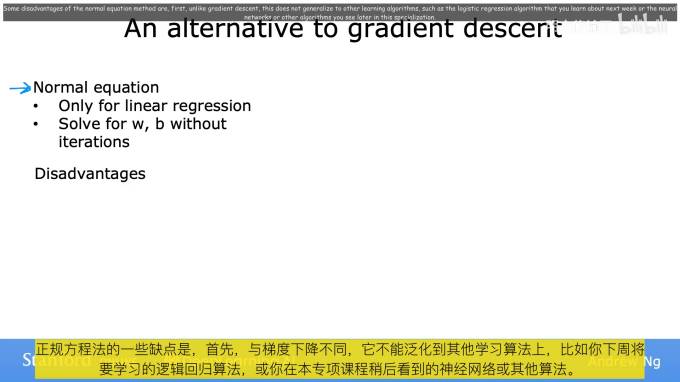 Some disadvantages of the normal equation method are, first, unlike gradient descent, this does not generalize to other learning algorithms, such as the logistic regression algorithm that you learn about next week or the neural
networks or other algorithms you see later in this specialization.
An alternative to gradient descent
Normal equation
• Only for linear regression
• Solve for w, b without
iterations
Disadvantages
正规方程法的一些缺点是，首先，与梯度下降不同，它不能泛化到其他学习算法上，比如你下周将
要学习的逻辑回归算法，或你在本专项课程稍后看到的神经网络或其他算法。
Andrew Ng